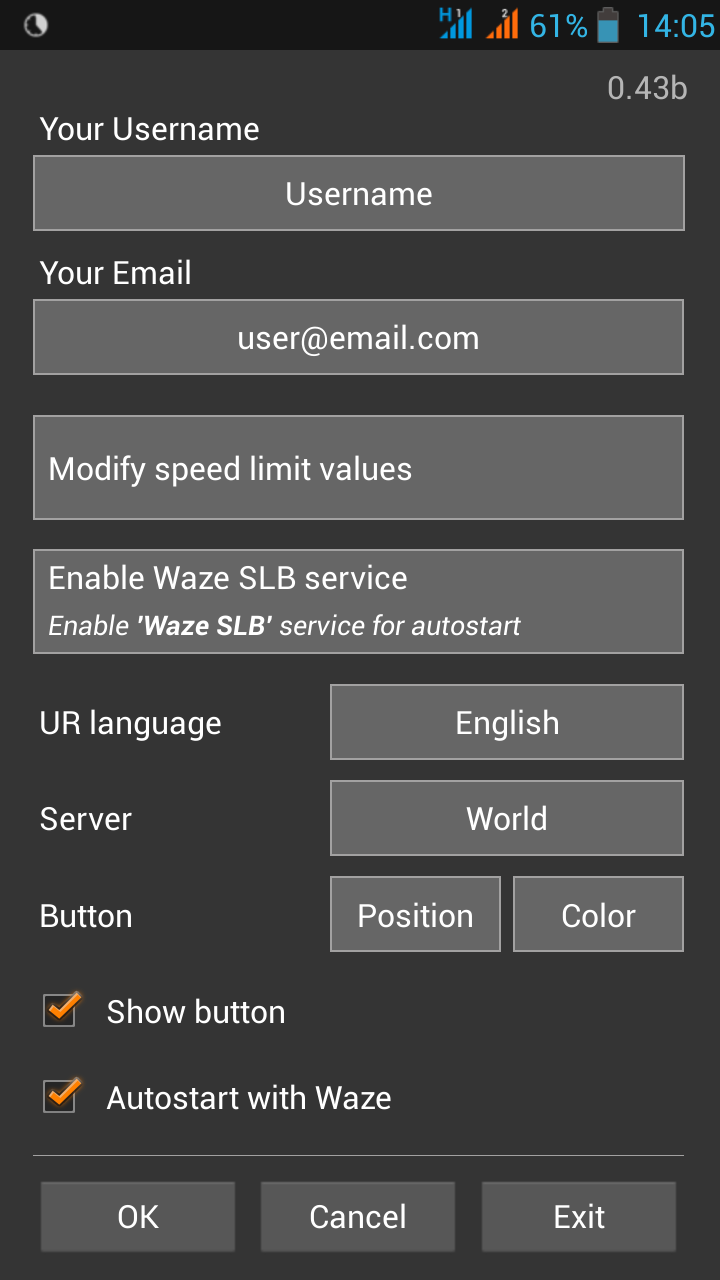 H 1 2 61% 14:05
0.43b
Your Username
Username
Your Email
user@email.com
Modify speed limit values
Enable Waze SLB service
Enable 'Waze SLB' service for autostart
UR language English
Server World
Button Position Color
Show button
Autostart with Waze
OK Cancel Exit